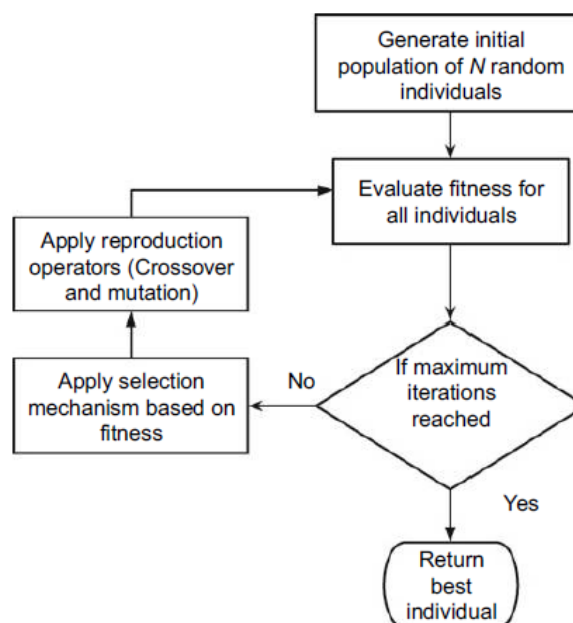 Generate initial
population of N random
individuals
Evaluate fitness for
all individuals
Apply reproduction
operators (Crossover
and mutation)
If maximum
iterations
reached
No
Apply selection
mechanism based on
fitness
Yes
Return
best
individual